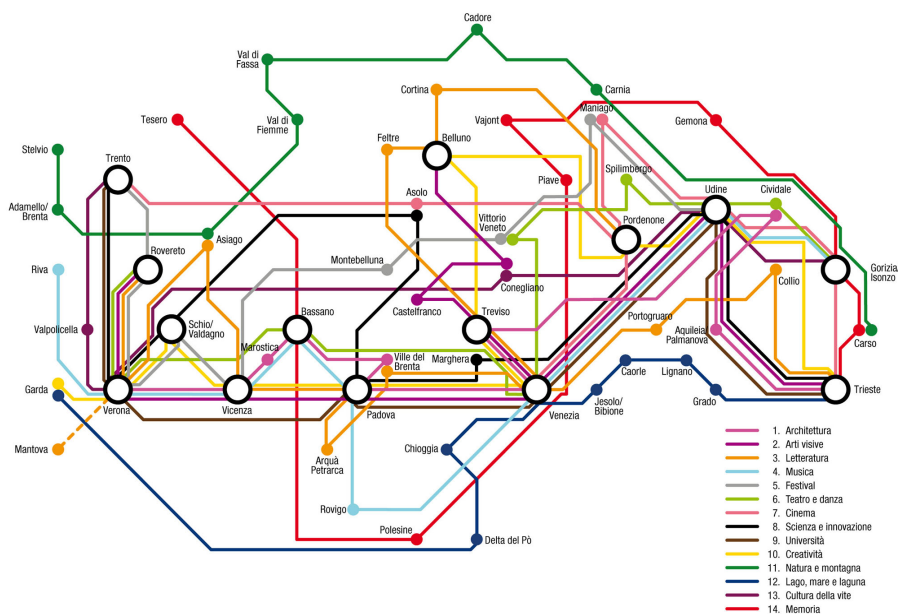 Cadore
Val di
Fassa
Cortina
Carnia
Maniago
Tesero
Val di
Fiemme
Vajont
Gemona
Stelvio
Feltre
Belluno
Trento
Spilimbergo
Piave
Udine
Cividale
Asolo
Adamello/
Brenta
Vittorio
Veneto
Pordenone
Rovereto
Asiago
Riva
Montebelluna
Conegliano
Collio
Gorizia/
Isonzo
Schio/
Valdagno
Bassano
Castelfranco
Treviso
Portogruaro
Valpolicella
Aquileia/
Palmanova
Carso
Marostica
Ville del
Brenta
Marghera
Caorle
Lignano
Garda
Verona
Vicenza
Padova
Venezia
Jesolo/
Bibione
Grado
Trieste
Mantova
Arquà
Petrarca
Chioggia
Rovigo
Polesine
Delta del Pò
1. Architettura
2. Arti visive
3. Letteratura
4. Musica
5. Festival
6. Teatro e danza
7. Cinema
8. Scienza e innovazione
9. Università
10. Creatività
11. Natura e montagna
12. Lago, mare e laguna
13. Cultura della vite
14. Memoria